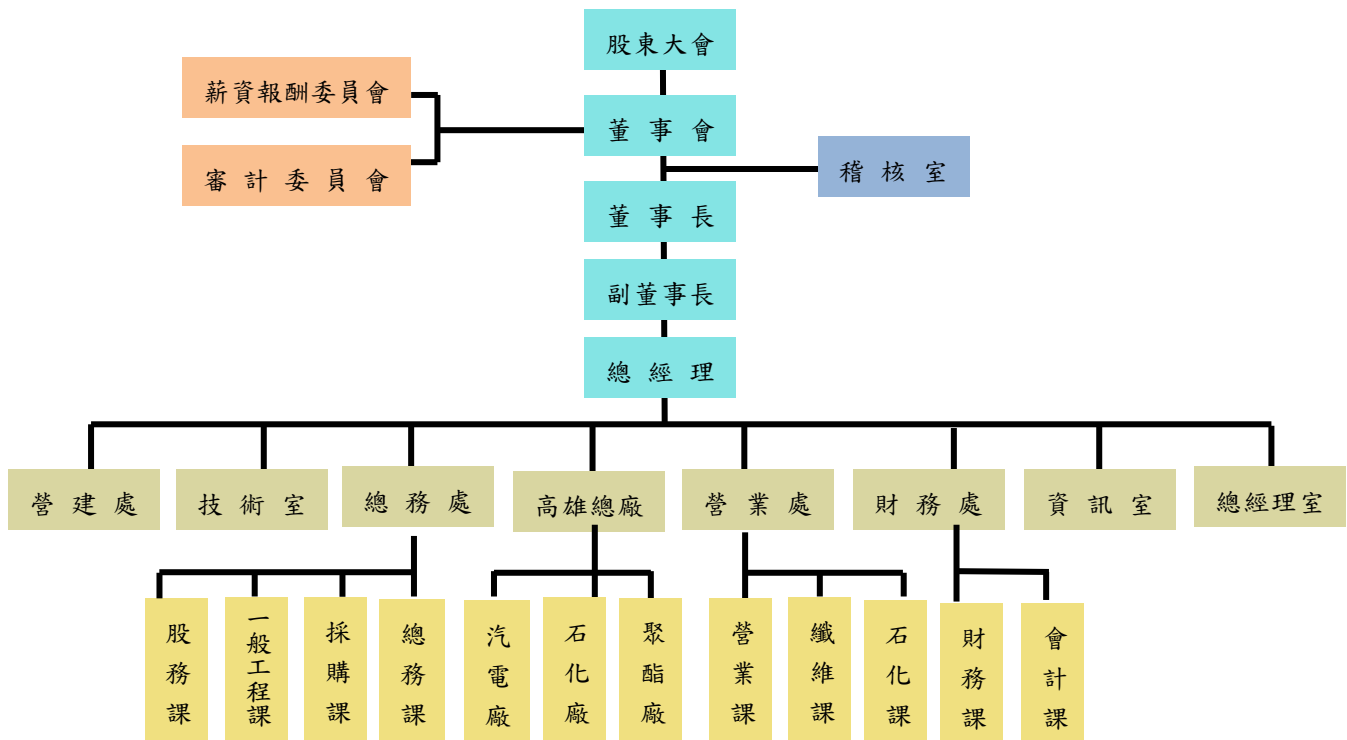 股東大會
薪資報酬委員會
董事會
審計委員會
稽核室
董事長
副董事長
總經理
營建處
技術室
總務處
高雄總廠
營業處
財務處
資訊室
總經理室
股務課
一般工程課
採購課
總務課
汽電廠
石化廠
聚酯廠
營業課
纖維課
石化課
財務課
會計課